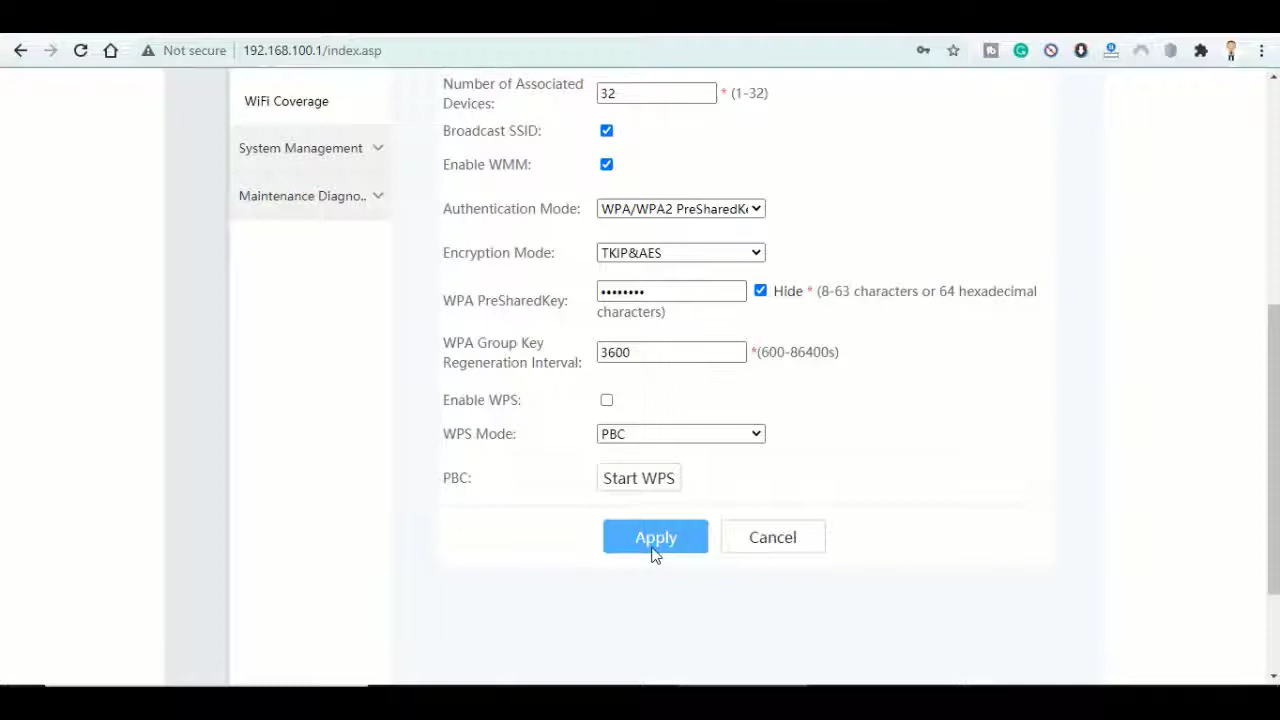 Not secure 192.168.100.1/index.asp
WiFi Coverage
System Management
Maintenance Diagno..
Number of Associated
Devices:
32 * (1-32)
Broadcast SSID:
Enable WMM:
Authentication Mode: WPA/WPA2 PreSharedKe
Encryption Mode: TKIP&AES
WPA PreSharedKey: •••••••• Hide * (8-63 characters or 64 hexadecimal
characters)
WPA Group Key
Regeneration Interval:
3600 *(600-86400s)
Enable WPS:
WPS Mode: PBC
PBC: Start WPS
Apply Cancel